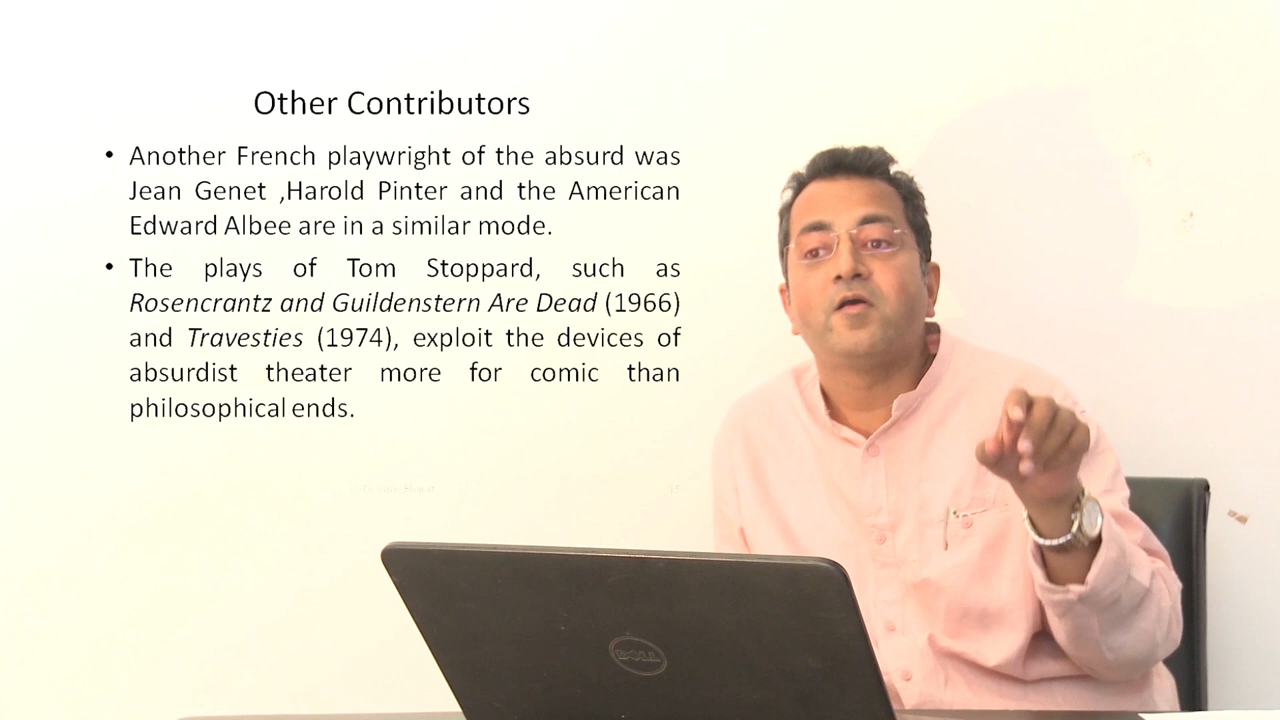 Other Contributors
• Another French playwright of the absurd was
Jean Genet ,Harold Pinter and the American
Edward Albee are in a similar mode.
• The plays of Tom Stoppard, such as
Rosencrantz and Guildenstern Are Dead (1966)
and Travesties (1974), exploit the devices of
absurdist theater more for comic than
philosophical ends.
15
DELL